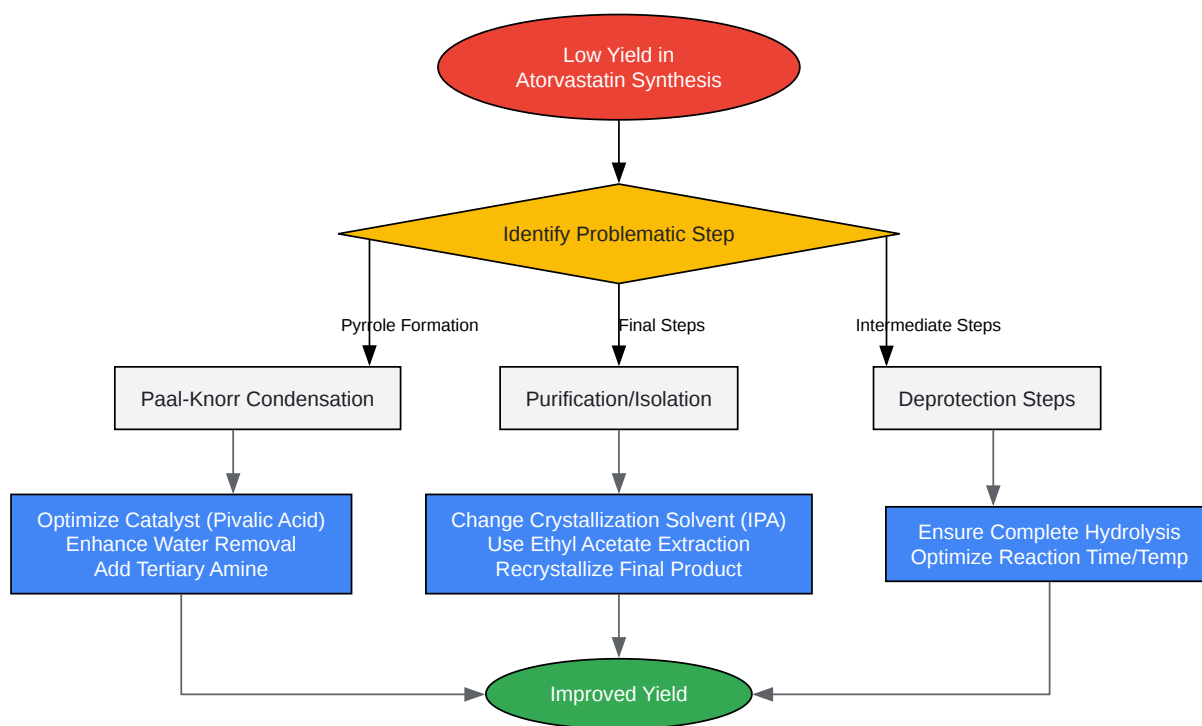 Low Yield in
Atorvastatin Synthesis
Identify Problematic Step
Pyrrole Formation
Final Steps
Intermediate Steps
Paal-Knorr Condensation
Purification/Isolation
Deprotection Steps
Optimize Catalyst (Pivalic Acid)
Enhance Water Removal
Add Tertiary Amine
Change Crystallization Solvent (IPA)
Use Ethyl Acetate Extraction
Recrystallize Final Product
Ensure Complete Hydrolysis
Optimize Reaction Time/Temp
Improved Yield